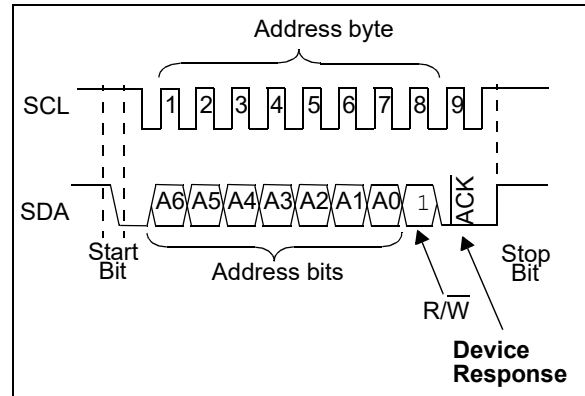 Address byte
SCL 1 2 3 4 5 6 7 8 9
SDA A6 A5 A4 A3 A2 A1 A0 1 ACK
Start
Bit
Address bits
Stop
Bit
R/W̅
Device
Response